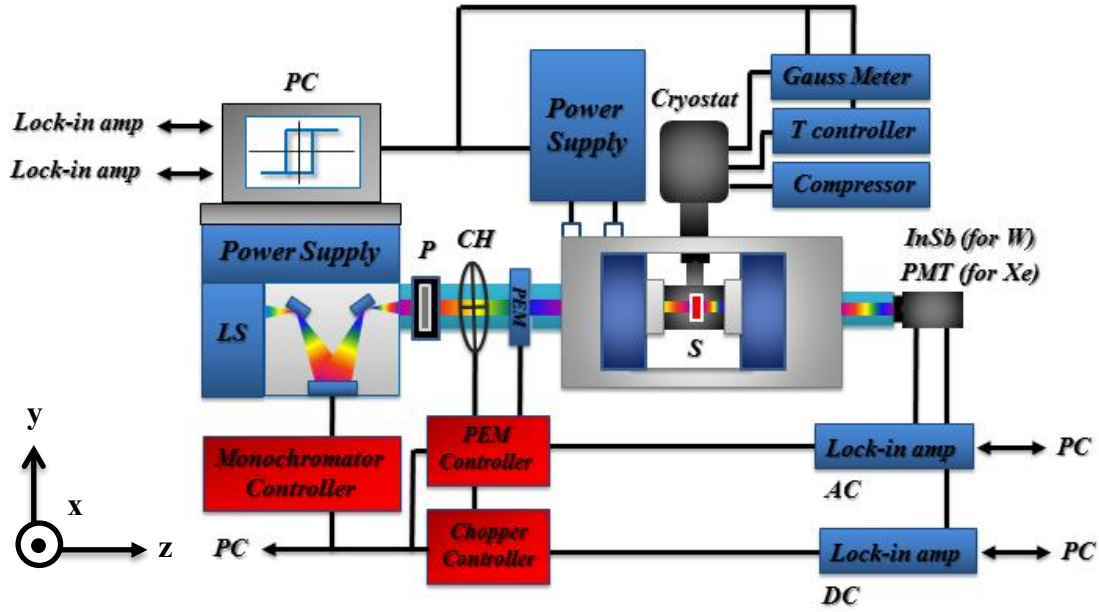 PC
Lock-in amp
Lock-in amp
Power
Supply
Cryostat
Gauss Meter
T controller
Compressor
Power Supply
LS
P
CH
PEM
S
InSb (for W)
PMT (for Xe)
y
x
z
Monochromator
Controller
PEM
Controller
Chopper
Controller
PC
Lock-in amp
AC
PC
Lock-in amp
DC
PC